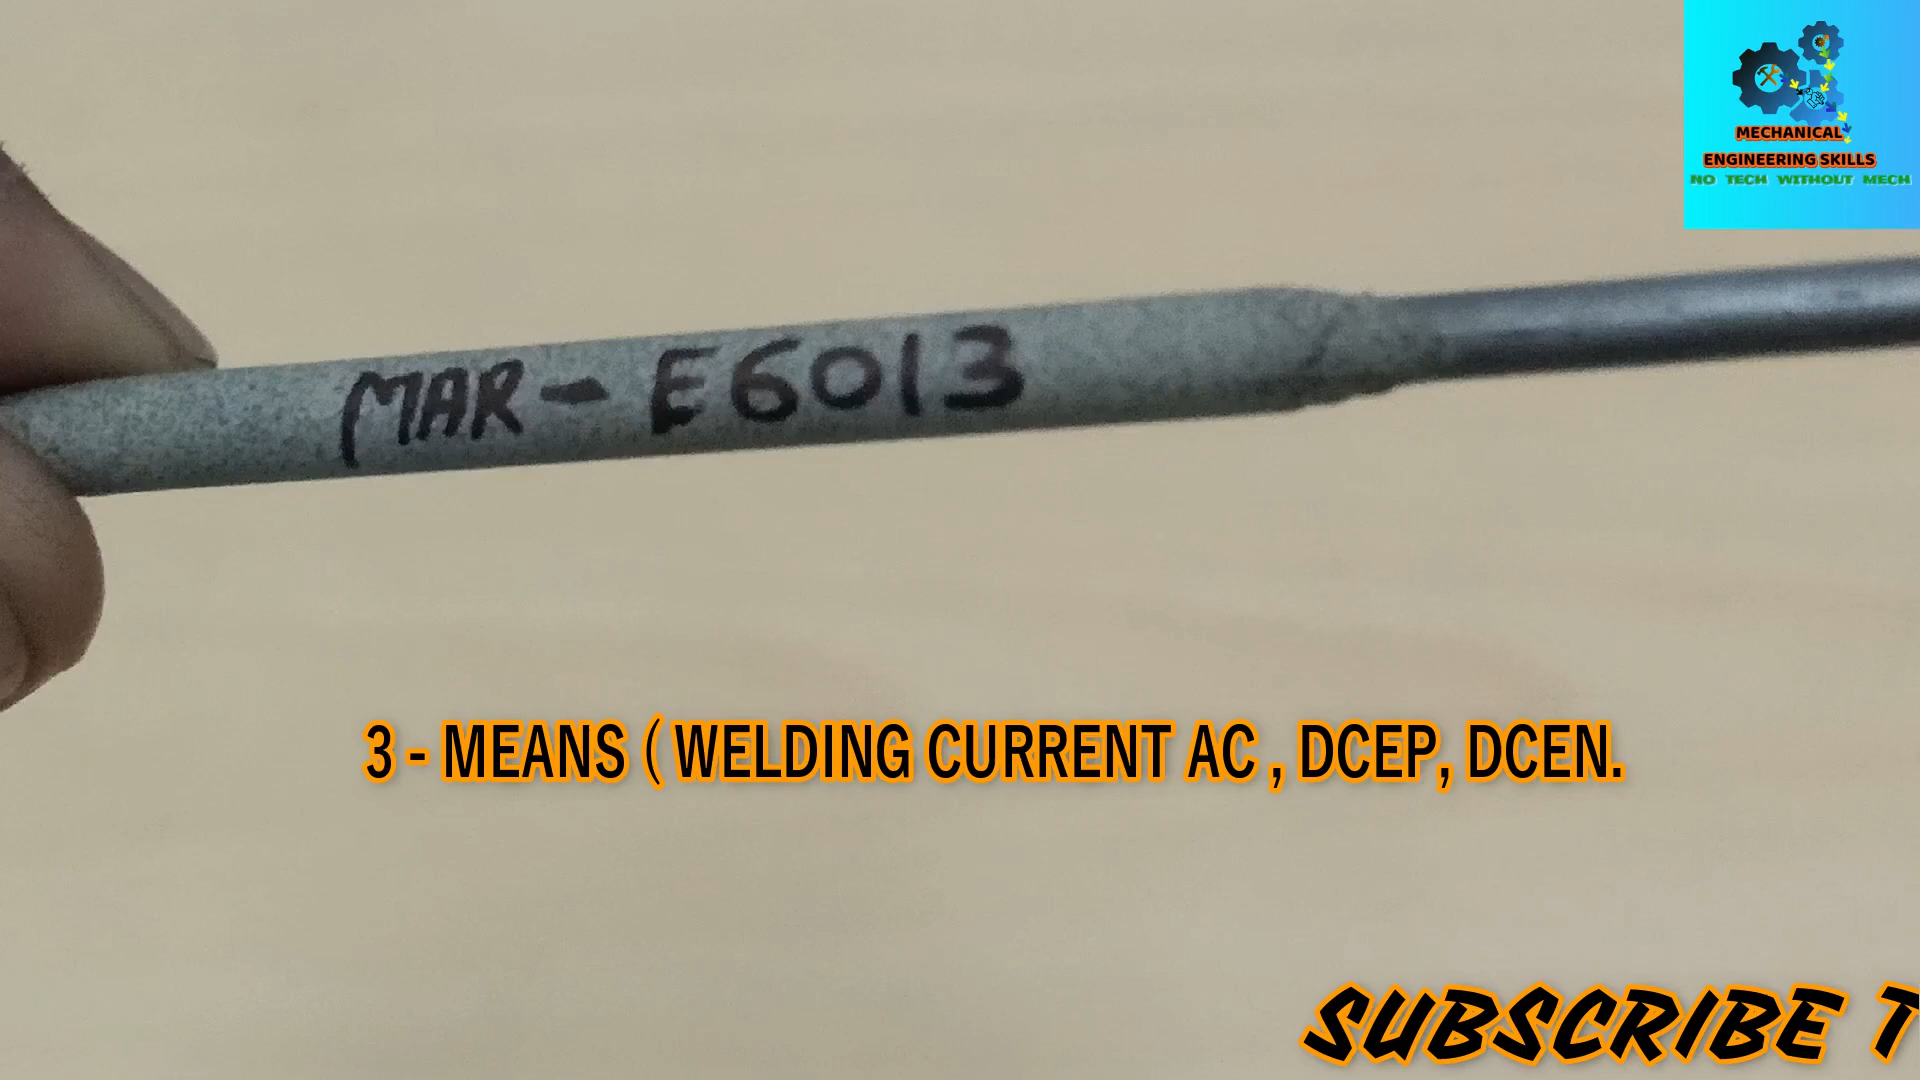 MECHANICAL
ENGINEERING SKILLS
NO TECH WITHOUT MECH
MAR - E6013
3 - MEANS ( WELDING CURRENT AC , DCEP, DCEN.
SUBSCRIBE T